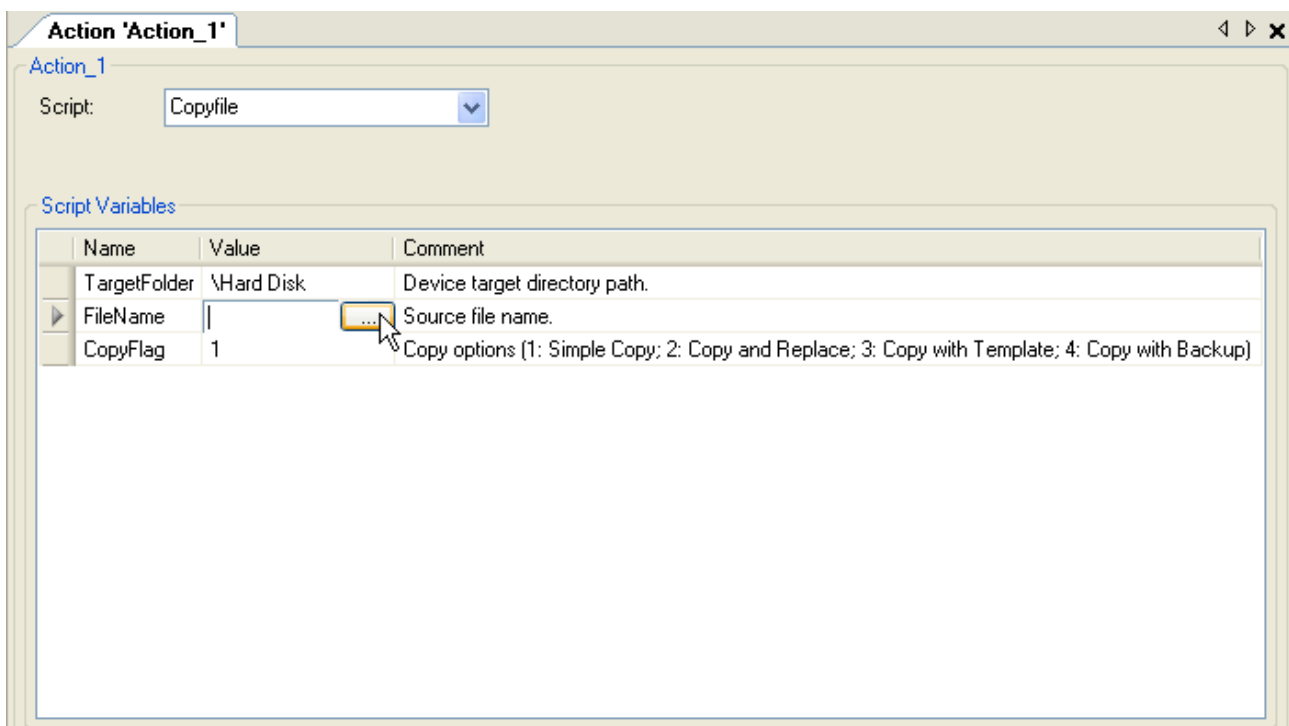 Action 'Action_1'
Action_1
Script: Copyfile
Script Variables
Name Value Comment
TargetFolder \Hard Disk Device target directory path.
FileName ... Source file name.
CopyFlag 1 Copy options (1: Simple Copy; 2: Copy and Replace; 3: Copy with Template; 4: Copy with Backup)